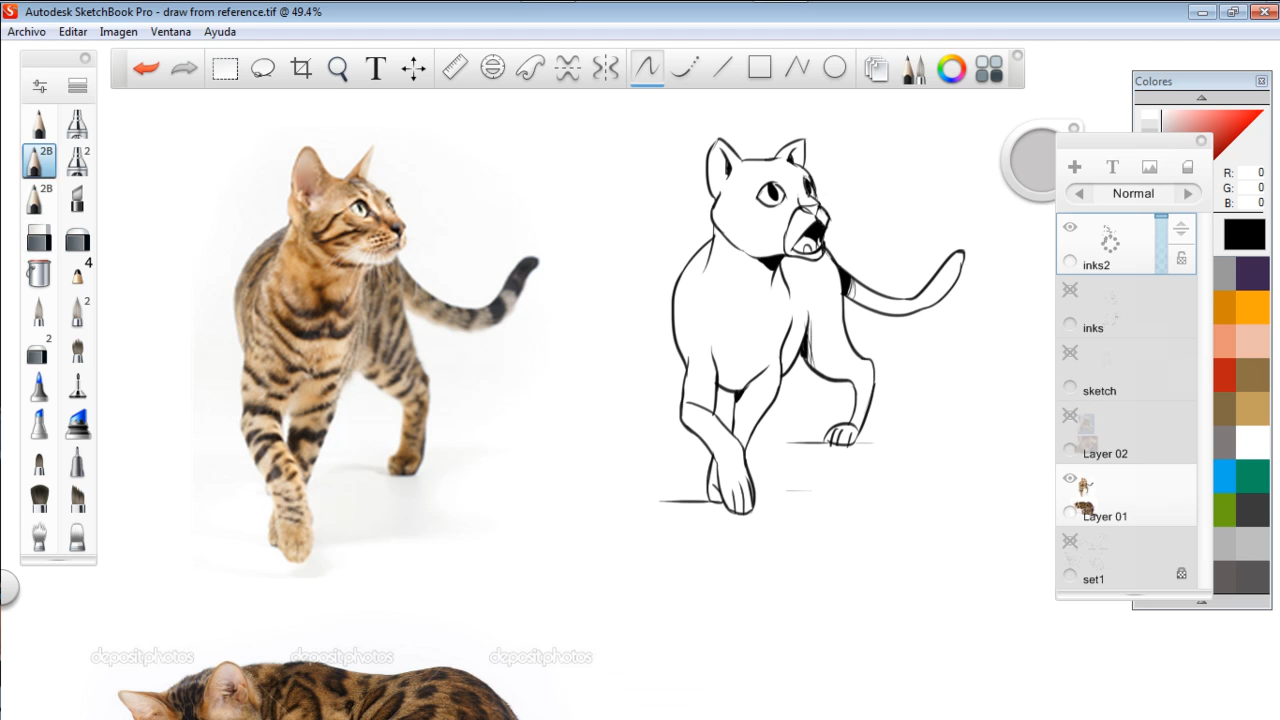 Autodesk SketchBook Pro - draw from reference.tif @ 49.4%
Archivo Editar Imagen Ventana Ayuda
T
Colores
2B 2
2B
4
2
2
R: 0
G: 0
B: 0
T
Normal
inks2
inks
sketch
Layer 02
Layer 01
set1
depositphotos depositphotos depositphotos